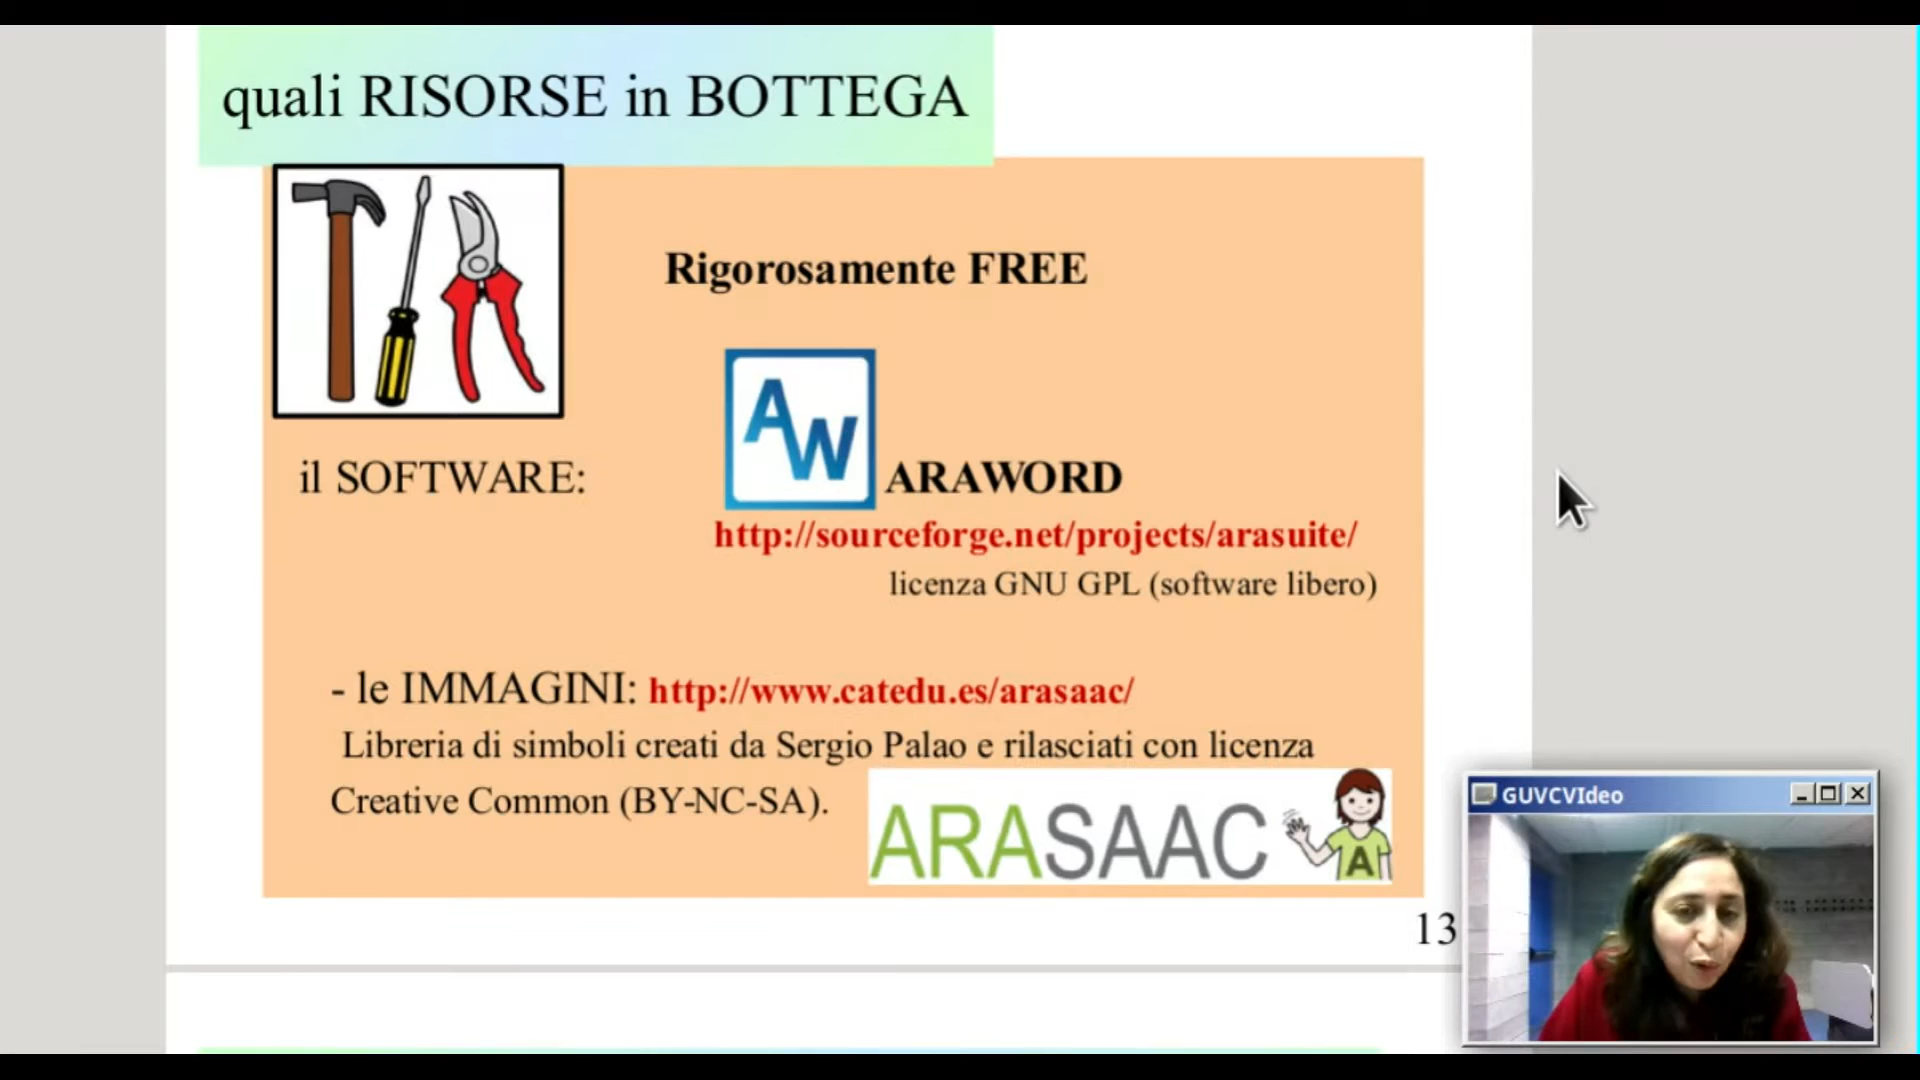 quali RISORSE in BOTTEGA
Rigorosamente FREE
AW
il SOFTWARE:
ARAWORD
http://sourceforge.net/projects/arasuite/
licenza GNU GPL (software libero)
- le IMMAGINI: http://www.catedu.es/arasaac/
Libreria di simboli creati da Sergio Palao e rilasciati con licenza
Creative Common (BY-NC-SA).
ARASAAC
A
13
GUVCVIdeo